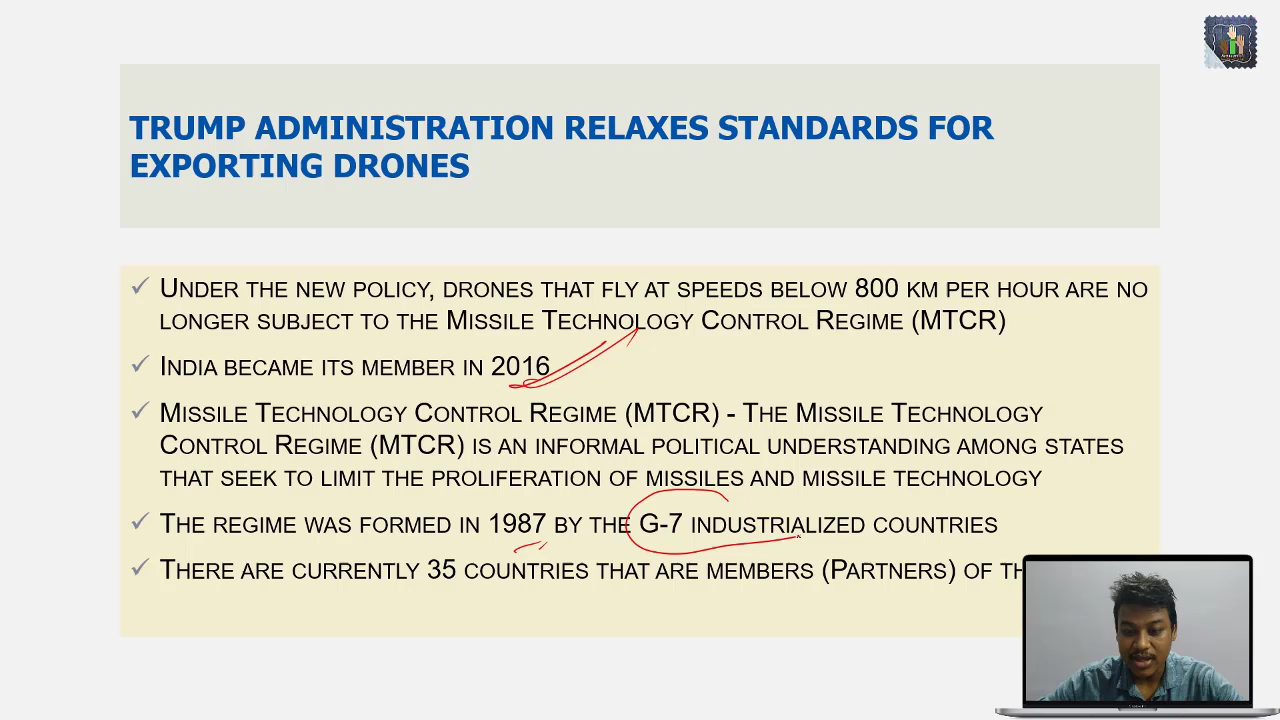 TRUMP ADMINISTRATION RELAXES STANDARDS FOR
EXPORTING DRONES
UNDER THE NEW POLICY, DRONES THAT FLY AT SPEEDS BELOW 800 KM PER HOUR ARE NO
LONGER SUBJECT TO THE MISSILE TECHNOLOGY CONTROL REGIME (MTCR)
INDIA BECAME ITS MEMBER IN 2016
MISSILE TECHNOLOGY CONTROL REGIME (MTCR) - THE MISSILE TECHNOLOGY
CONTROL REGIME (MTCR) IS AN INFORMAL POLITICAL UNDERSTANDING AMONG STATES
THAT SEEK TO LIMIT THE PROLIFERATION OF MISSILES AND MISSILE TECHNOLOGY
THE REGIME WAS FORMED IN 1987 BY THE G-7 INDUSTRIALIZED COUNTRIES
THERE ARE CURRENTLY 35 COUNTRIES THAT ARE MEMBERS (PARTNERS) OF